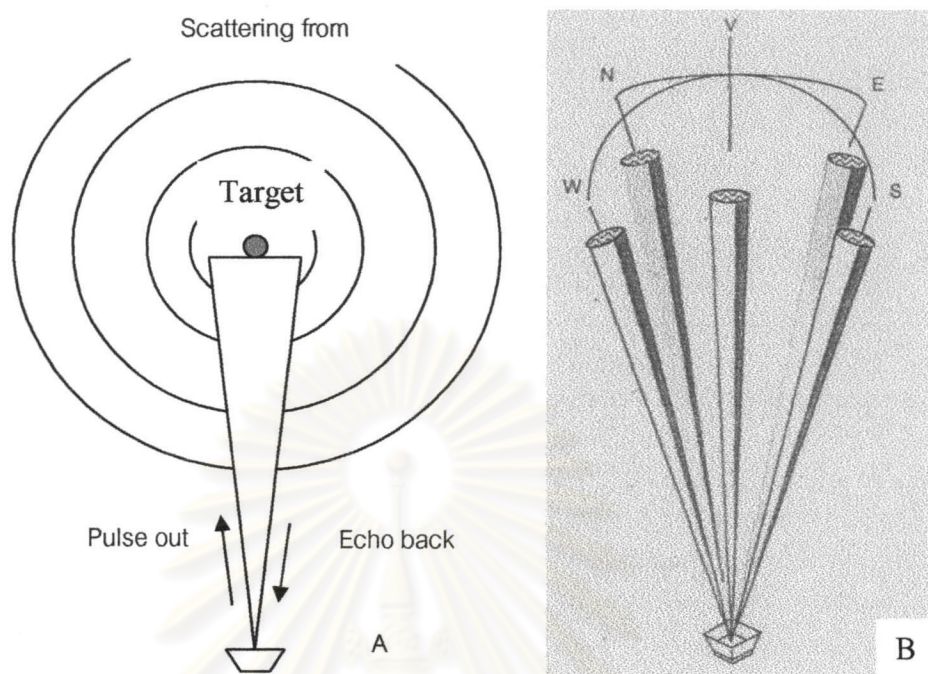 Scattering from
Target
Pulse out
Echo back
A
V
N
E
W
S
B